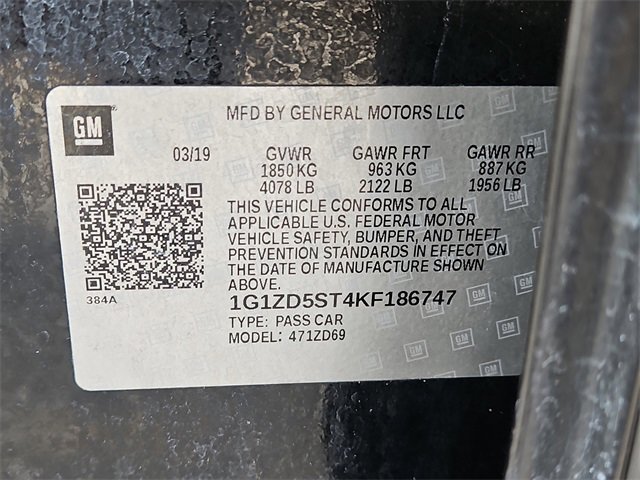 GM
MFD BY GENERAL MOTORS LLC
03/19 GVWR GAWR FRT GAWR RR
1850 KG 963 KG 887 KG
4078 LB 2122 LB 1956 LB
THIS VEHICLE CONFORMS TO ALL
APPLICABLE U.S. FEDERAL MOTOR
VEHICLE SAFETY, BUMPER, AND THEFT
PREVENTION STANDARDS IN EFFECT ON
THE DATE OF MANUFACTURE SHOWN
ABOVE.
384A
1G1ZD5ST4KF186747
TYPE: PASS CAR
MODEL: 471ZD69